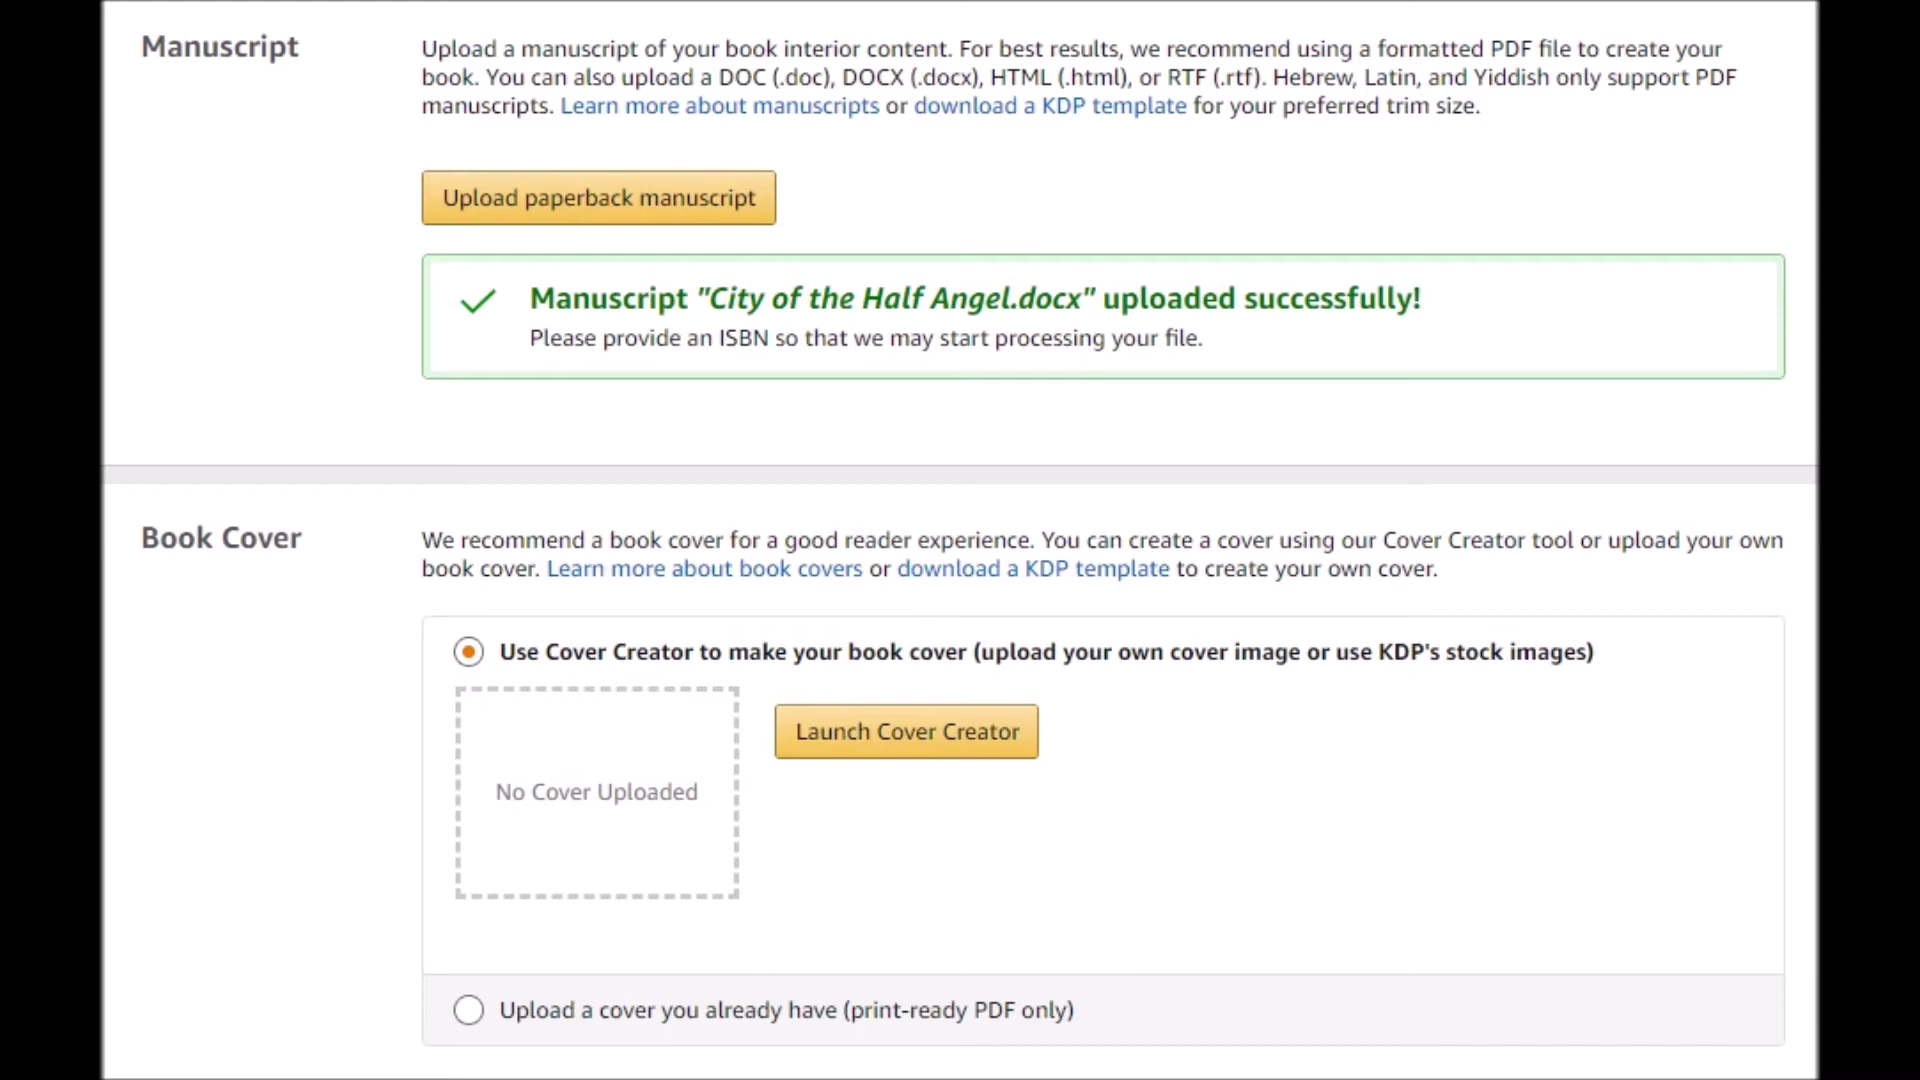 Manuscript
Upload a manuscript of your book interior content. For best results, we recommend using a formatted PDF file to create your
book. You can also upload a DOC (.doc), DOCX (.docx), HTML (.html), or RTF (.rtf). Hebrew, Latin, and Yiddish only support PDF
manuscripts. Learn more about manuscripts or download a KDP template for your preferred trim size.
Upload paperback manuscript
Manuscript "City of the Half Angel.docx" uploaded successfully!
Please provide an ISBN so that we may start processing your file.
Book Cover
We recommend a book cover for a good reader experience. You can create a cover using our Cover Creator tool or upload your own
book cover. Learn more about book covers or download a KDP template to create your own cover.
Use Cover Creator to make your book cover (upload your own cover image or use KDP's stock images)
Launch Cover Creator
No Cover Uploaded
Upload a cover you already have (print-ready PDF only)